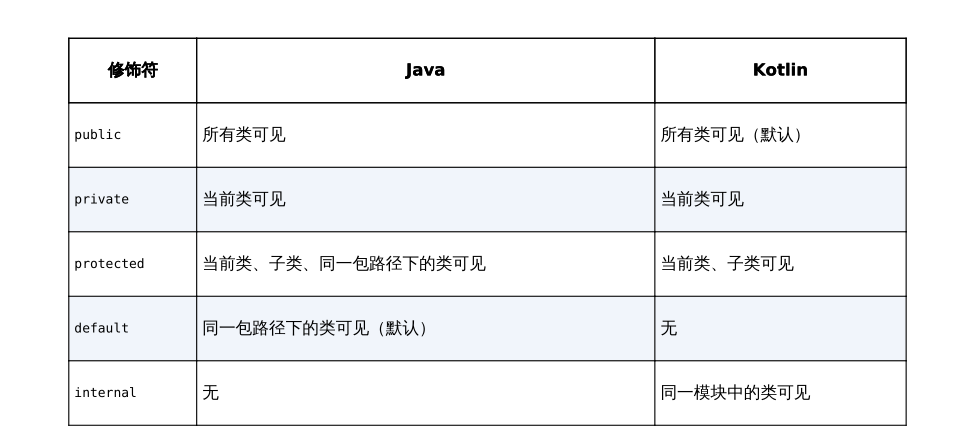 修饰符 Java Kotlin
public 所有类可见 所有类可见（默认）
private 当前类可见 当前类可见
protected 当前类、子类、同一包路径下的类可见 当前类、子类可见
default 同一包路径下的类可见（默认） 无
internal 无 同一模块中的类可见